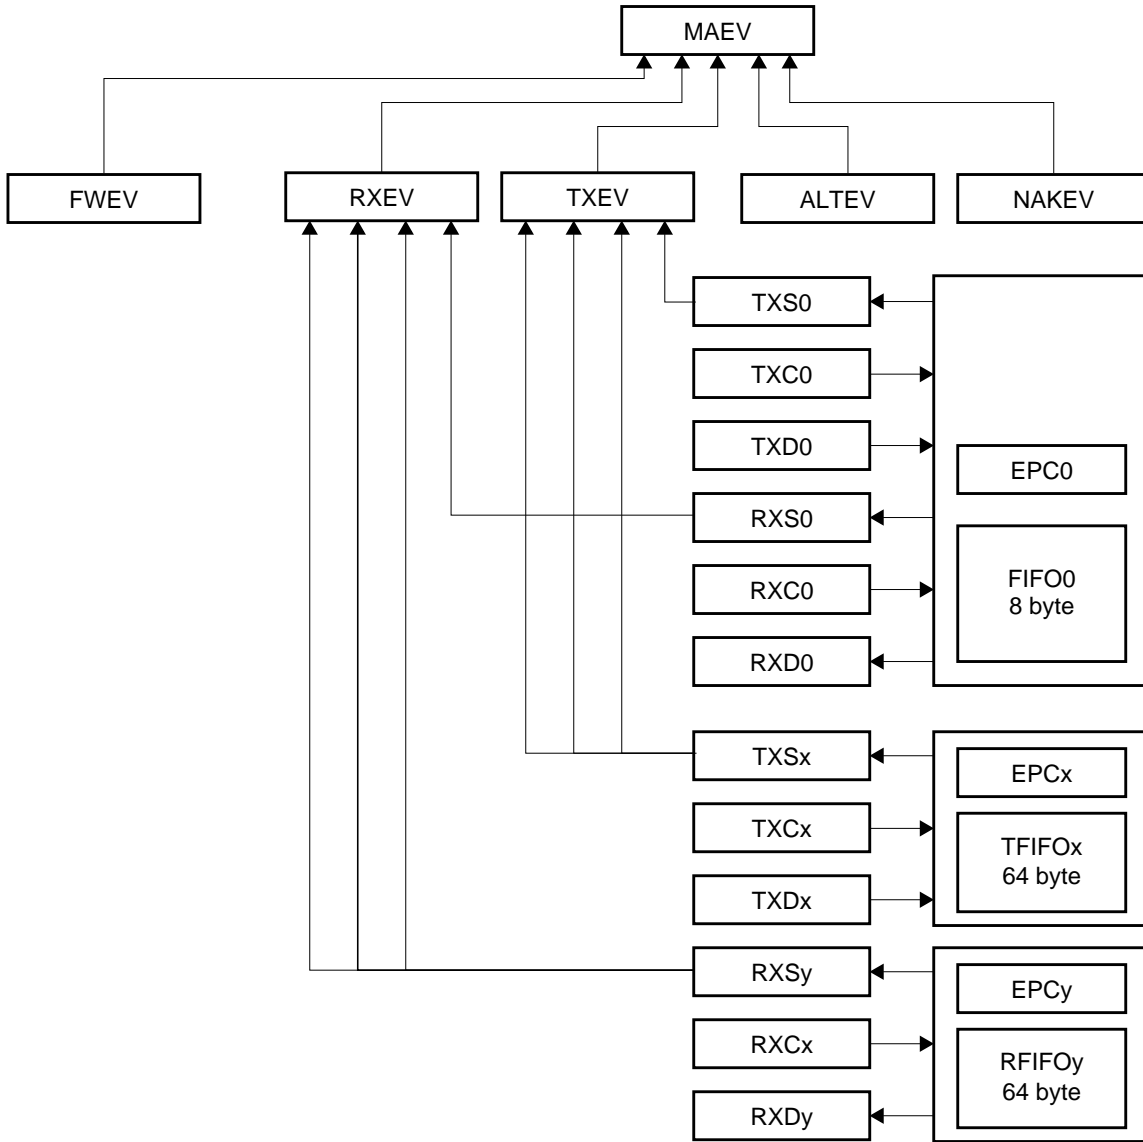 MAEV
FWEV
RXEV
TXEV
ALTEV
NAKEV
TXS0
TXC0
TXD0
EPC0
RXS0
FIFO0
8 byte
RXC0
RXD0
TXSx
EPCx
TXCx
TFIFOx
64 byte
TXDx
RXSy
EPCy
RXCx
RFIFOy
64 byte
RXDy